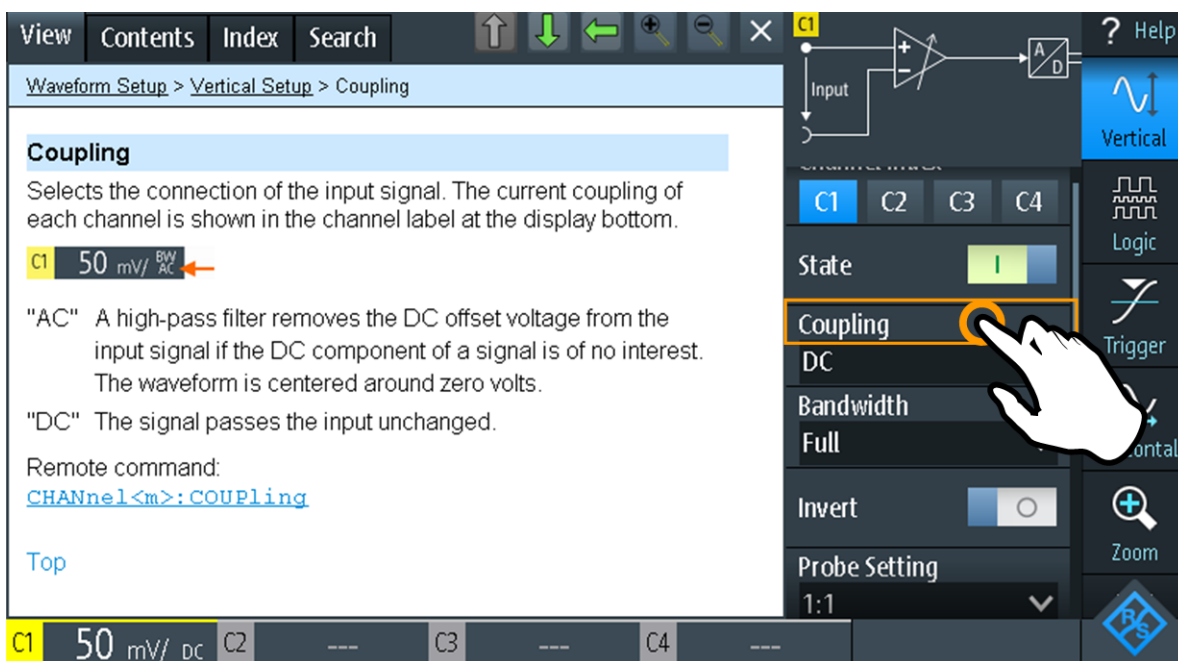 View Contents Index Search
Waveform Setup > Vertical Setup > Coupling
Coupling
Selects the connection of the input signal. The current coupling of
each channel is shown in the channel label at the display bottom.
C1 50 mV/ BW
AC
"AC" A high-pass filter removes the DC offset voltage from the
input signal if the DC component of a signal is of no interest.
The waveform is centered around zero volts.
"DC" The signal passes the input unchanged.
Remote command:
CHANnel<m>:COUPling
Top
C1
Input
A/D
C1 C2 C3 C4
State
I
Coupling
DC
Bandwidth
Full
Invert
Probe Setting
1:1
? Help
Vertical
Logic
Trigger
Zoom
R&S
C1 50 mV/ DC C2 --- C3 --- C4 ---